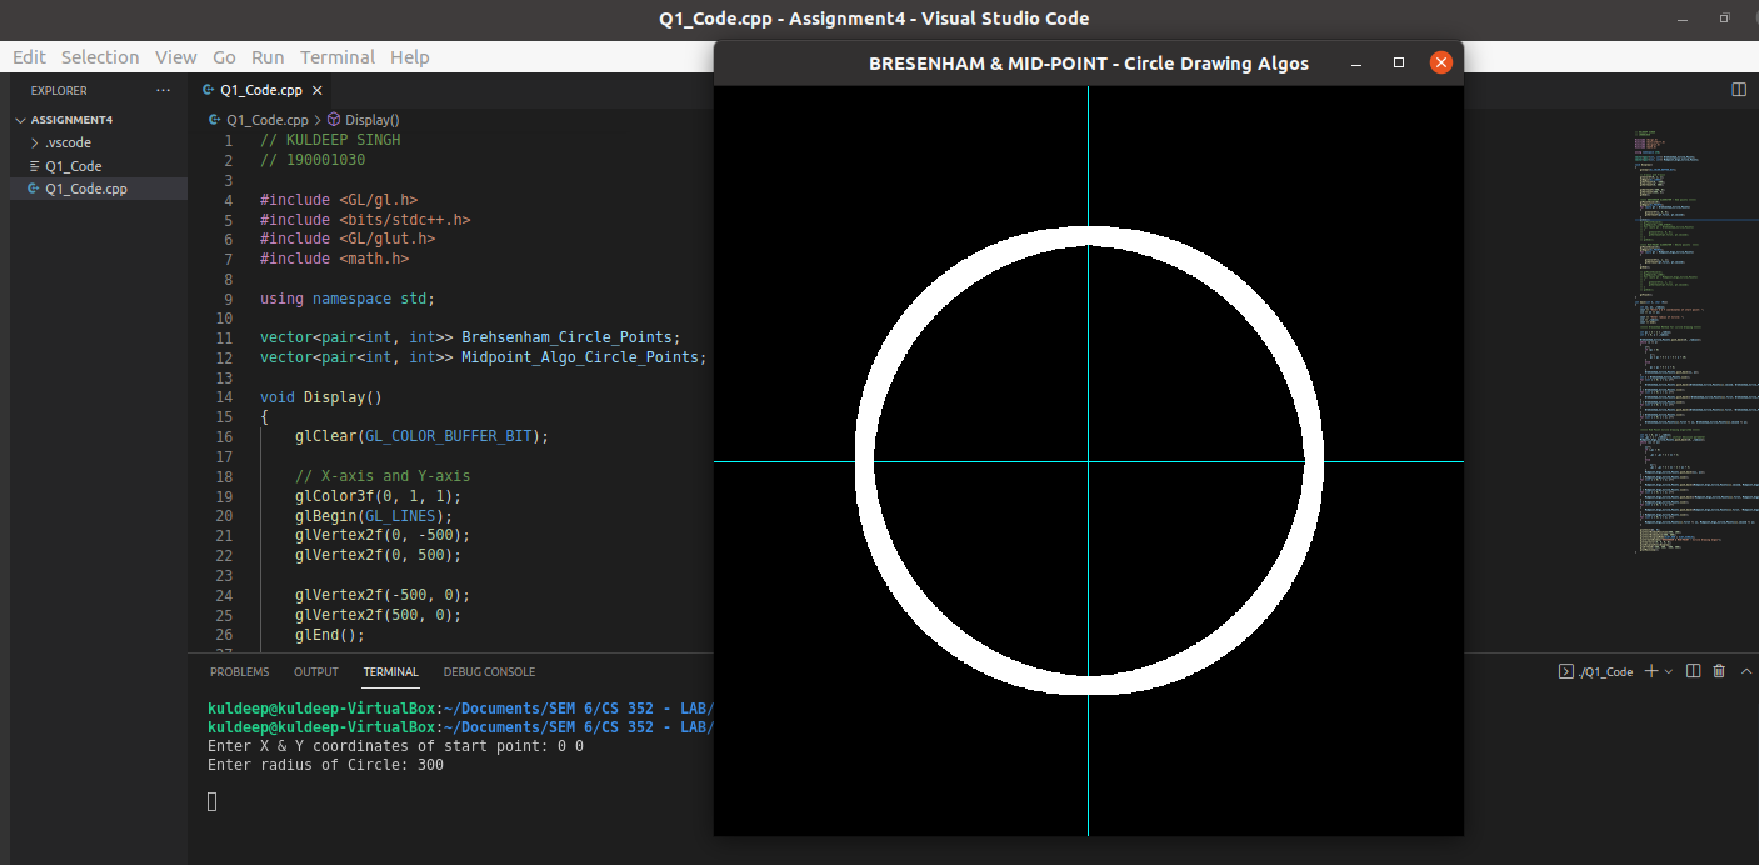 Q1_Code.cpp - Assignment4 - Visual Studio Code
Edit Selection View Go Run Terminal Help
BRESENHAM & MID-POINT - Circle Drawing Algos
EXPLORER
ASSIGNMENT4
.vscode
Q1_Code
Q1_Code.cpp
Q1_Code.cpp
Q1_Code.cpp > Display()
1 // KULDEEP SINGH
2 // 190001030
3
4 #include <GL/gl.h>
5 #include <bits/stdc++.h>
6 #include <GL/glut.h>
7 #include <math.h>
8
9 using namespace std;
10
11 vector<pair<int, int>> Brehsenham_Circle_Points;
12 vector<pair<int, int>> Midpoint_Algo_Circle_Points;
13
14 void Display()
15 {
16 glClear(GL_COLOR_BUFFER_BIT);
17
18 // X-axis and Y-axis
19 glColor3f(0, 1, 1);
20 glBegin(GL_LINES);
21 glVertex2f(0, -500);
22 glVertex2f(0, 500);
23
24 glVertex2f(-500, 0);
25 glVertex2f(500, 0);
26 glEnd();
27
PROBLEMS OUTPUT TERMINAL DEBUG CONSOLE
./Q1_Code
kuldeep@kuldeep-VirtualBox:~/Documents/SEM 6/CS 352 - LAB/
kuldeep@kuldeep-VirtualBox:~/Documents/SEM 6/CS 352 - LAB/
Enter X & Y coordinates of start point: 0 0
Enter radius of Circle: 300